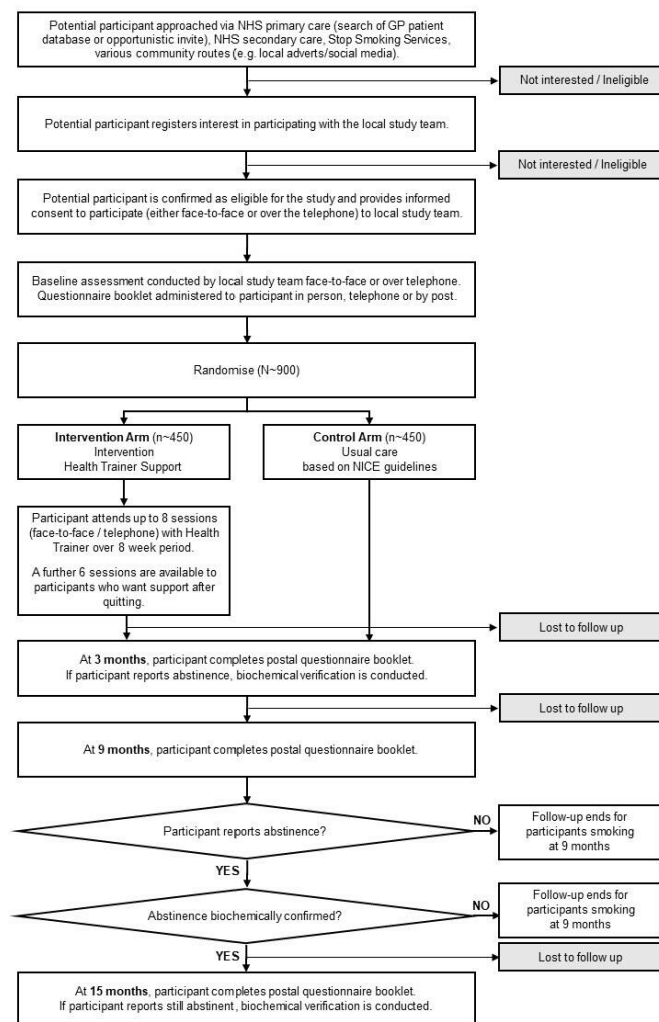 Potential participant approached via NHS primary care (search of GP patient
database or opportunistic invite), NHS secondary care, Stop Smoking Services,
various community routes (e.g. local adverts/social media).
Not interested / Ineligible
Potential participant registers interest in participating with the local study team.
Not interested / Ineligible
Potential participant is confirmed as eligible for the study and provides informed
consent to participate (either face-to-face or over the telephone) to local study team.
Baseline assessment conducted by local study team face-to-face or over telephone.
Questionnaire booklet administered to participant in person, telephone or by post.
Randomise (N~900)
Intervention Arm (n~450)
Intervention
Health Trainer Support
Control Arm (n~450)
Usual care
based on NICE guidelines
Participant attends up to 8 sessions
(face-to-face / telephone) with Health
Trainer over 8 week period.
A further 6 sessions are available to
participants who want support after
quitting.
Lost to follow up
At 3 months, participant completes postal questionnaire booklet.
If participant reports abstinence, biochemical verification is conducted.
Lost to follow up
At 9 months, participant completes postal questionnaire booklet.
Participant reports abstinence?
NO
Follow-up ends for
participants smoking
at 9 months
YES
Abstinence biochemically confirmed?
NO
Follow-up ends for
participants smoking
at 9 months
YES
Lost to follow up
At 15 months, participant completes postal questionnaire booklet.
If participant reports still abstinent, biochemical verification is conducted.